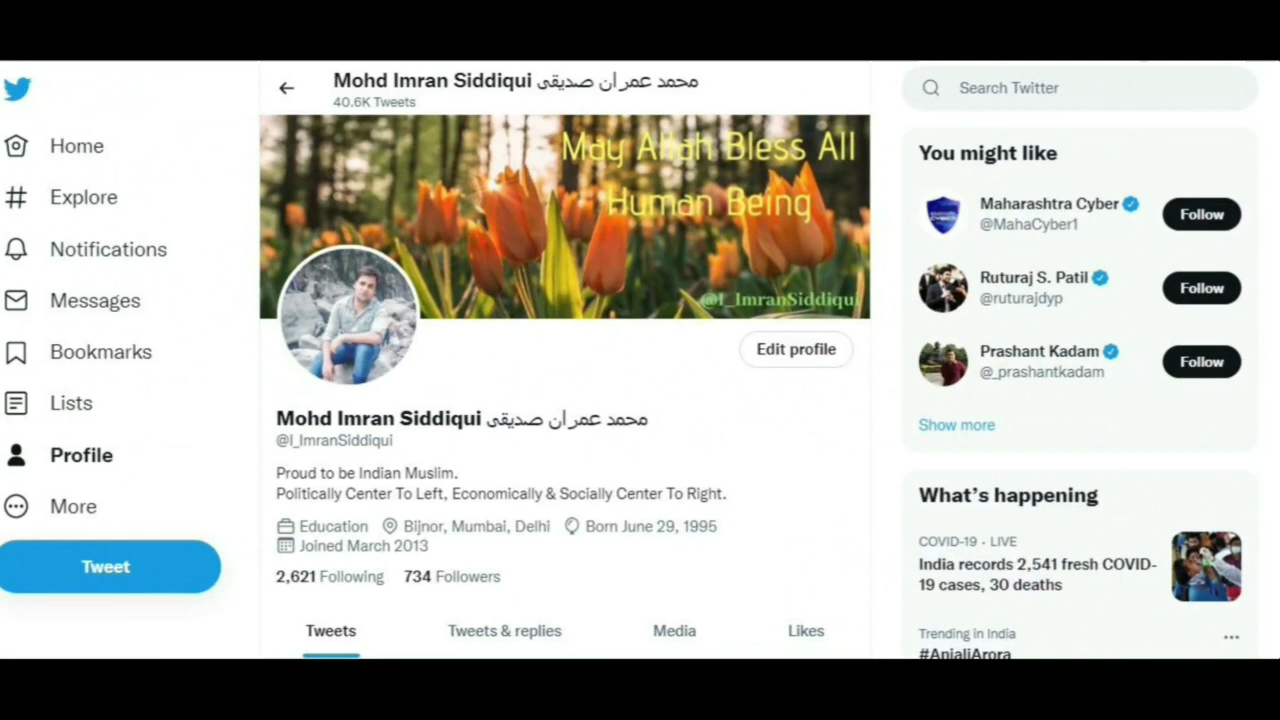 Home
Explore
Notifications
Messages
Bookmarks
Lists
Profile
More
Tweet
Mohd Imran Siddiqui محمد عمران صدیقی
40.6K Tweets
May Allah Bless All
Human Being
@I_ImranSiddiqui
Edit profile
Mohd Imran Siddiqui محمد عمران صدیقی
@I_ImranSiddiqui
Proud to be Indian Muslim.
Politically Center To Left, Economically & Socially Center To Right.
Education Bijnor, Mumbai, Delhi Born June 29, 1995
Joined March 2013
2,621 Following 734 Followers
Tweets Tweets & replies Media Likes
Search Twitter
You might like
Maharashtra Cyber
@MahaCyber1
Follow
Ruturaj S. Patil
@ruturajdyp
Follow
Prashant Kadam
@_prashantkadam
Follow
Show more
What's happening
COVID-19 · LIVE
India records 2,541 fresh COVID-
19 cases, 30 deaths
Trending in India
#AnjaliArora